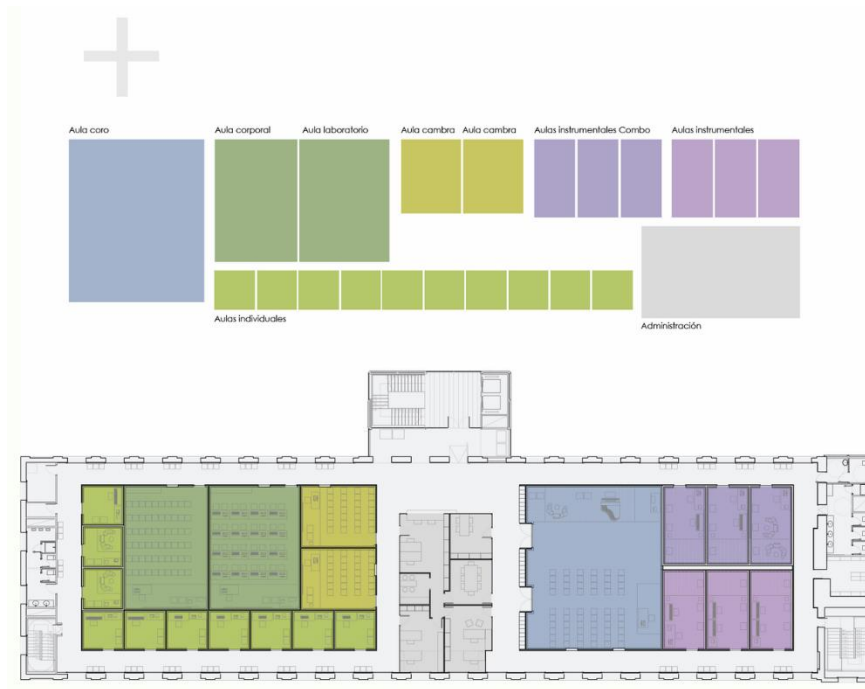 Aula coro
Aula corporal
Aula laboratorio
Aula cambra
Aula cambra
Aulas instrumentales Combo
Aulas instrumentales
Aulas individuales
Administración